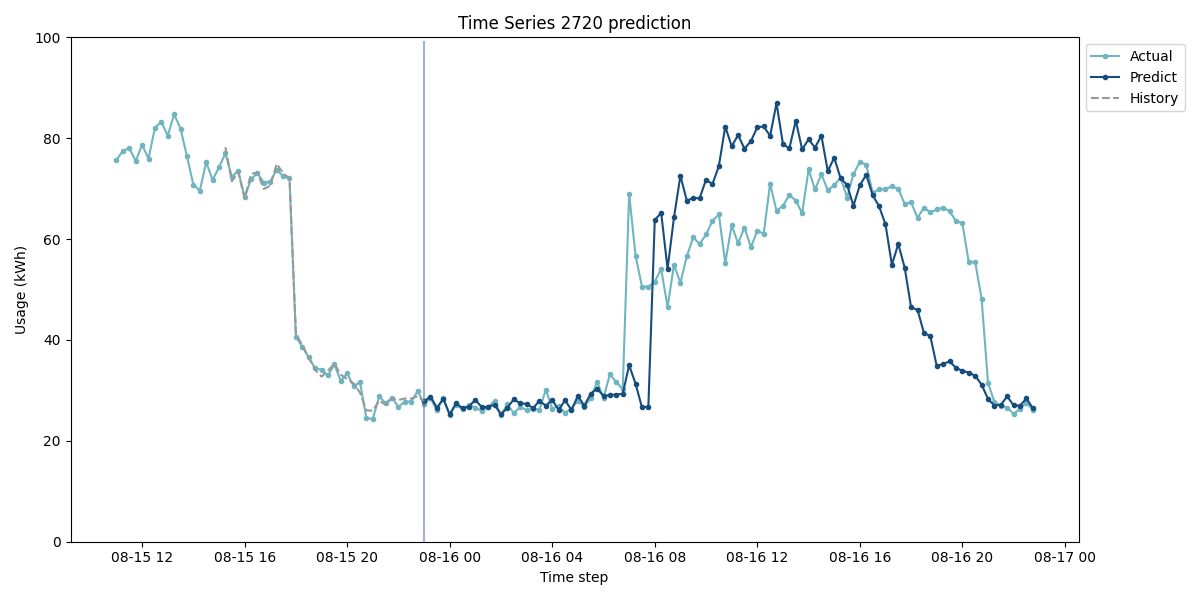 Time Series 2720 prediction
100
80
60
40
20
0
Usage (kWh)
08-15 12
08-15 16
08-15 20
08-16 00
08-16 04
08-16 08
08-16 12
08-16 16
08-16 20
08-17 00
Time step
Actual
Predict
History